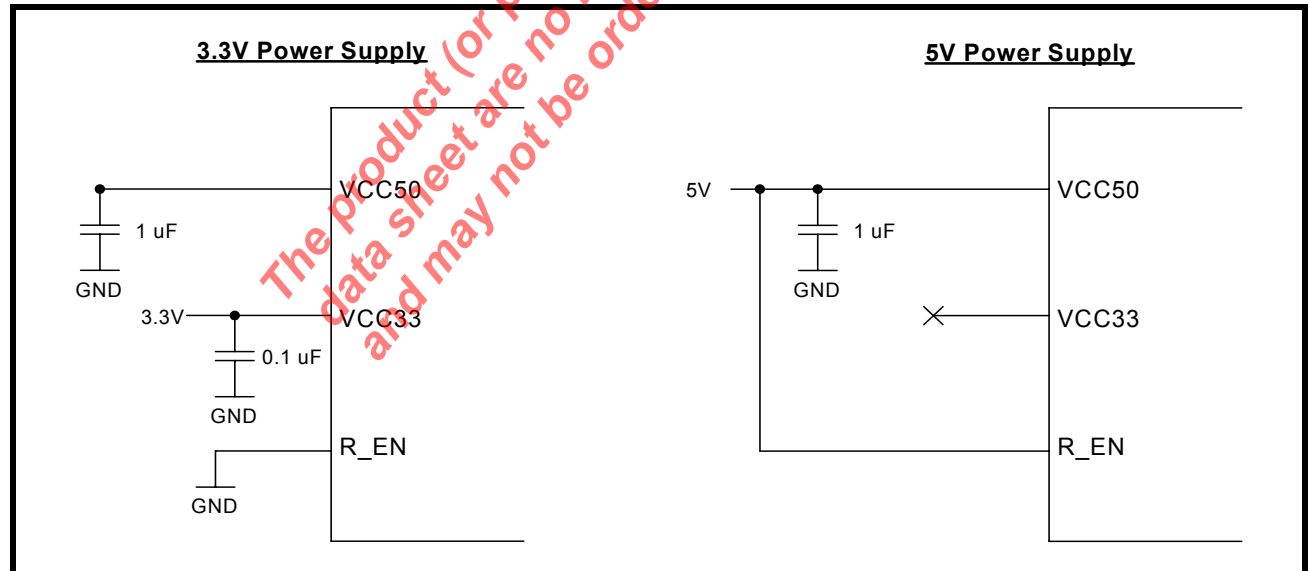 3.3V Power Supply
5V Power Supply
The product (or
data sheet are no
and may not be orde
VCC50
1 uF
GND
3.3V
VCC33
0.1 uF
GND
R_EN
GND
5V
VCC50
1 uF
GND
VCC33
R_EN